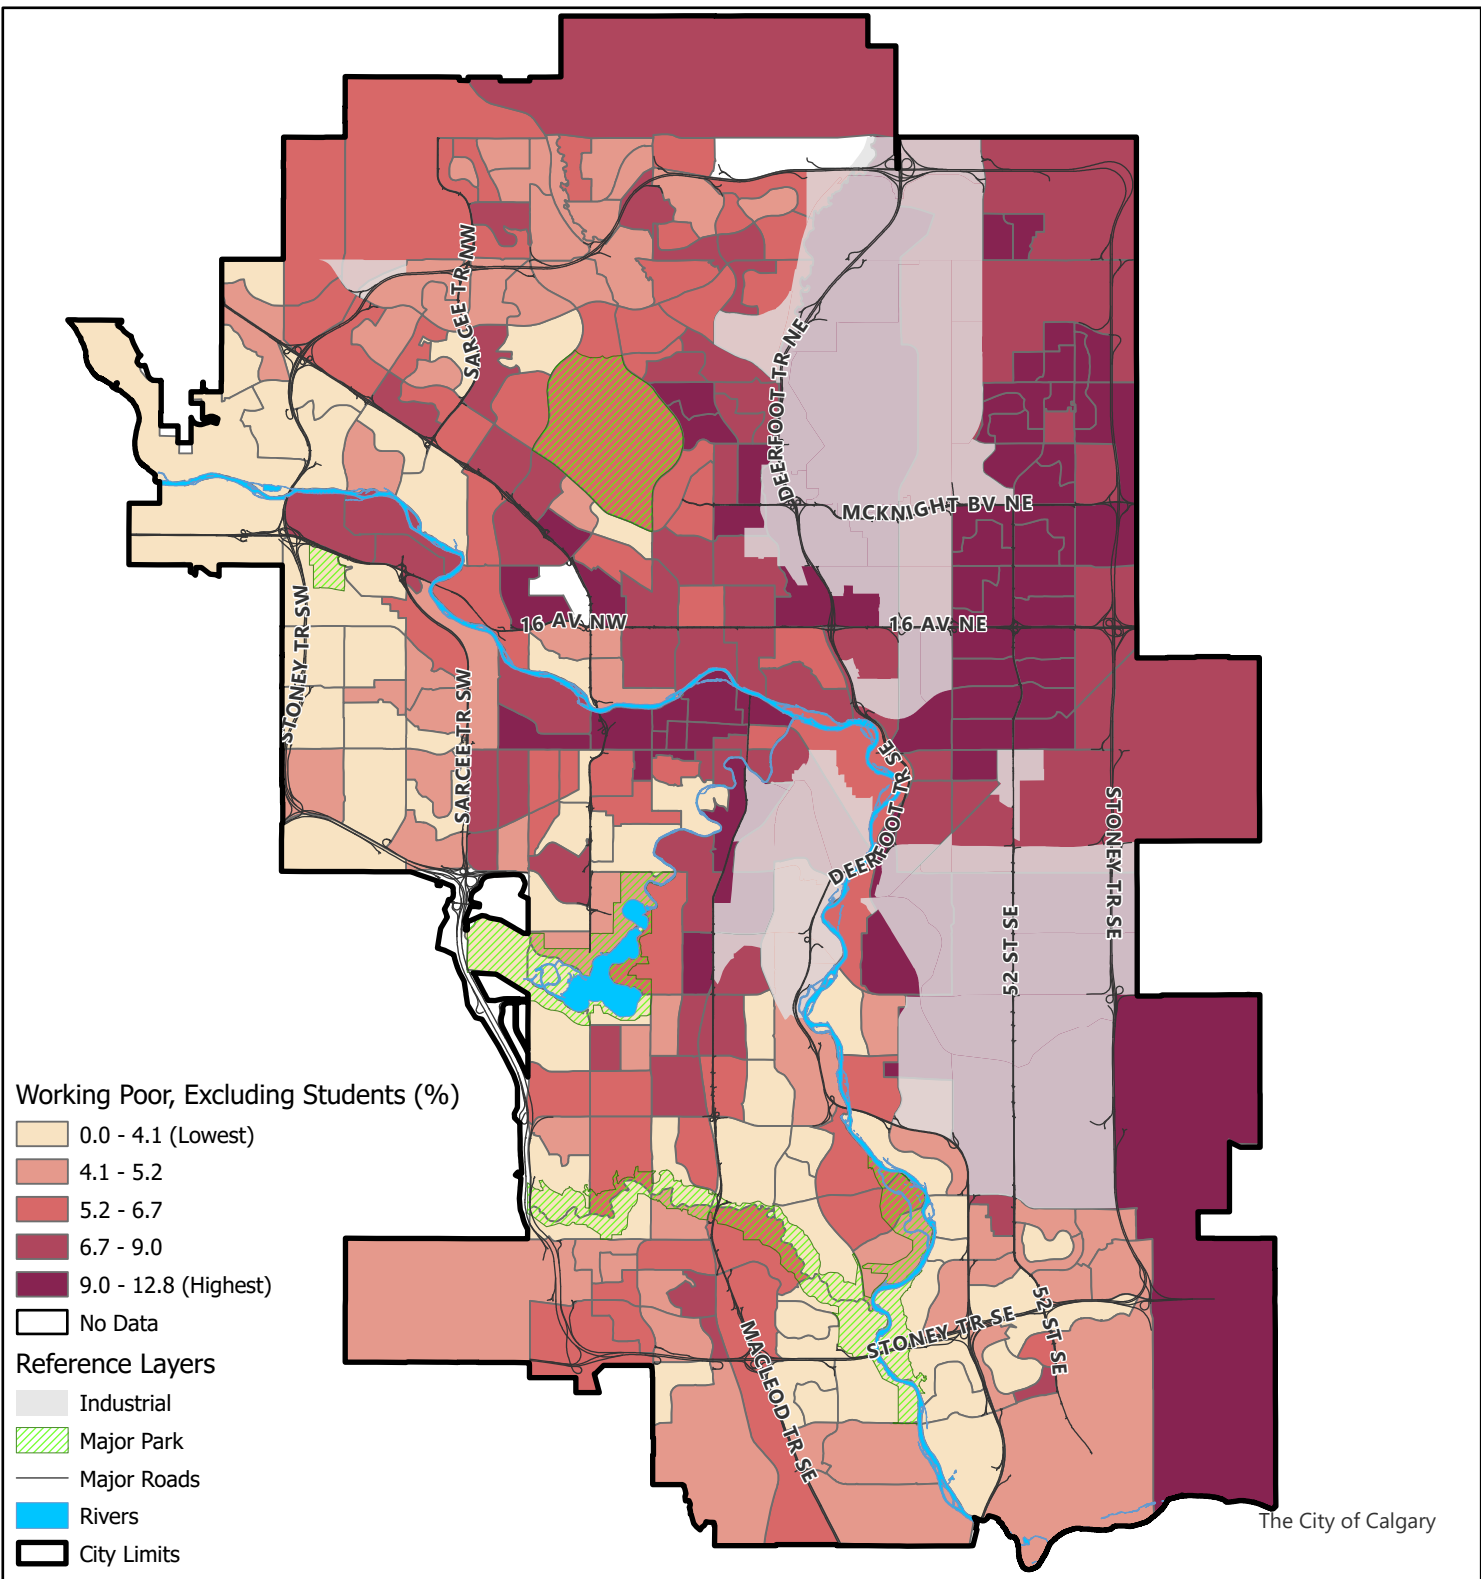 SARCEE TR NW
DEERFOOT TR NE
MCKNIGHT BV NE
16 AV NW
16 AV NE
STONEY TR SW
SARCEE TR SW
DEERFOOT TR SE
STONEY TR SE
52 ST SE
STONEY TR SE
52 ST SE
MACLEOD TR SE
Working Poor, Excluding Students (%)
0.0 - 4.1 (Lowest)
4.1 - 5.2
5.2 - 6.7
6.7 - 9.0
9.0 - 12.8 (Highest)
No Data
Reference Layers
Industrial
Major Park
Major Roads
Rivers
City Limits
The City of Calgary